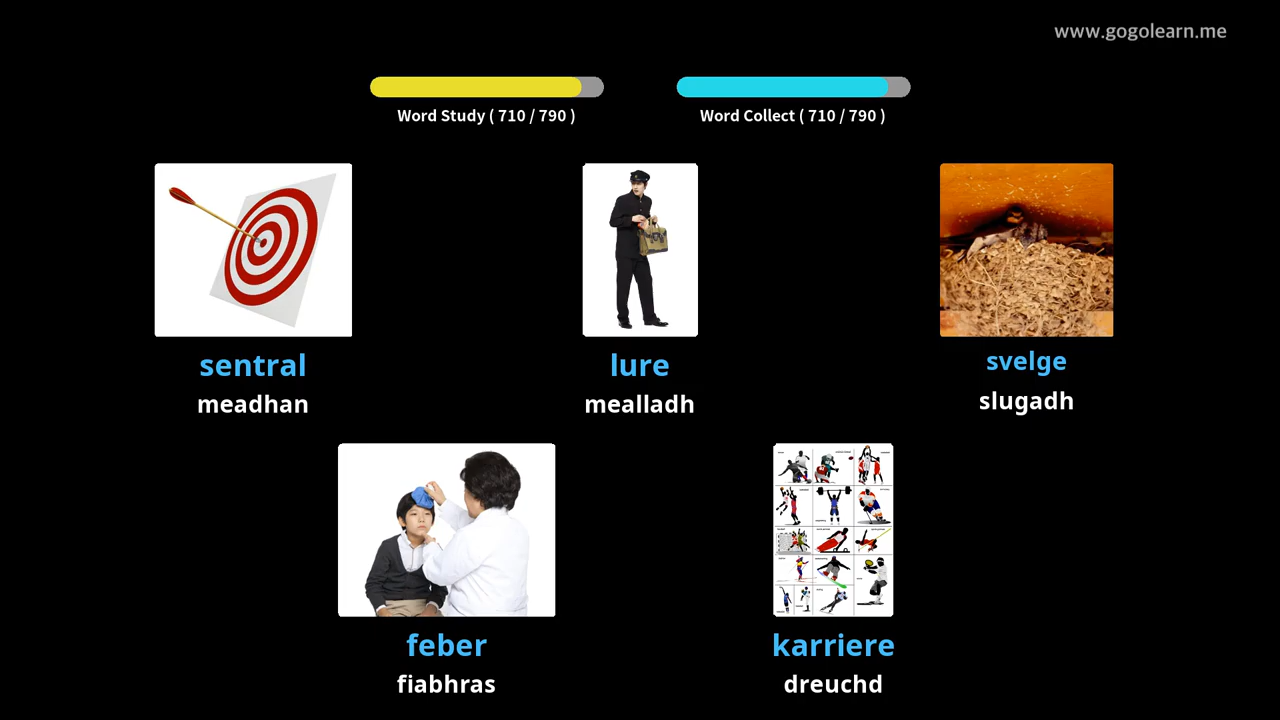 www.gogolearn.me
Word Study ( 710 / 790 )
Word Collect ( 710 / 790 )
sentral
meadhan
lure
mealladh
svelge
slugadh
feber
fiabhras
karriere
dreuchd